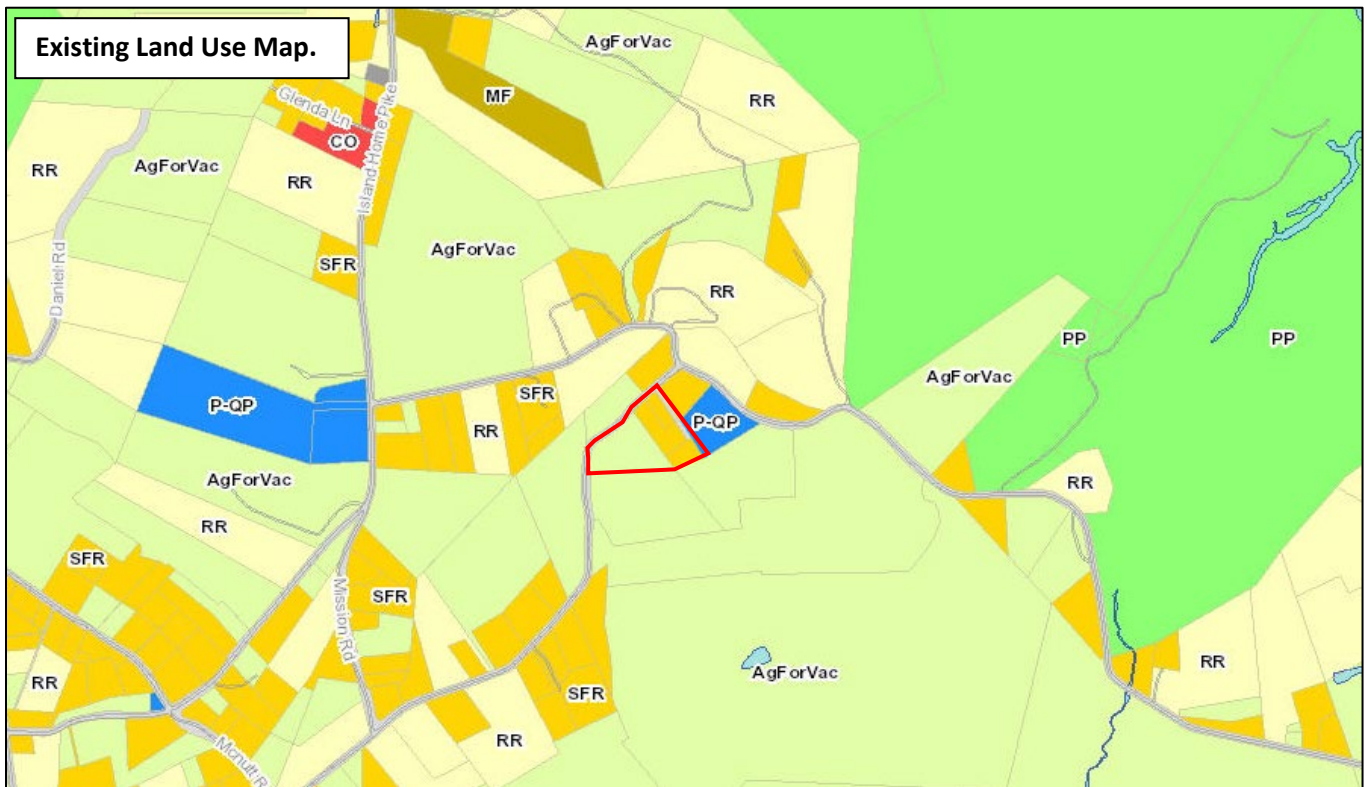 Existing Land Use Map.
AgForVac
MF
RR
Glenda Ln
CO
Island Home Pike
RR
AgForVac
RR
AgForVac
SFR
Daniel Rd
RR
PP
PP
AgForVac
SFR
P-QP
P-QP
RR
AgForVac
RR
RR
SFR
SFR
Mission Rd
RR
AgForVac
RR
SFR
RR
Mcnutt R